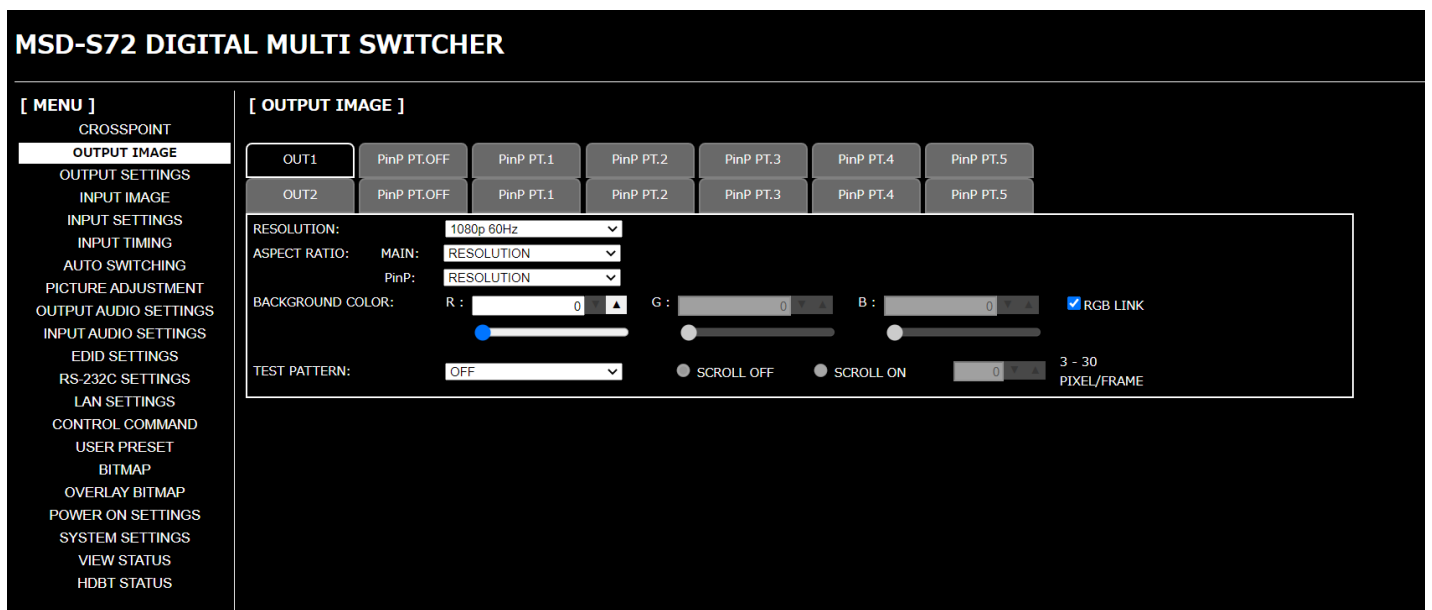 MSD-S72 DIGITAL MULTI SWITCHER
[ MENU ]
CROSSPOINT
OUTPUT IMAGE
OUTPUT SETTINGS
INPUT IMAGE
INPUT SETTINGS
INPUT TIMING
AUTO SWITCHING
PICTURE ADJUSTMENT
OUTPUT AUDIO SETTINGS
INPUT AUDIO SETTINGS
EDID SETTINGS
RS-232C SETTINGS
LAN SETTINGS
CONTROL COMMAND
USER PRESET
BITMAP
OVERLAY BITMAP
POWER ON SETTINGS
SYSTEM SETTINGS
VIEW STATUS
HDBT STATUS
[ OUTPUT IMAGE ]
OUT1 PinP PT.OFF PinP PT.1 PinP PT.2 PinP PT.3 PinP PT.4 PinP PT.5
OUT2 PinP PT.OFF PinP PT.1 PinP PT.2 PinP PT.3 PinP PT.4 PinP PT.5
RESOLUTION: 1080p 60Hz
ASPECT RATIO: MAIN: RESOLUTION
PinP: RESOLUTION
BACKGROUND COLOR: R : 0 ▼ ▲ G : 0 ▼ ▲ B : 0 ▼ ▲ RGB LINK
TEST PATTERN: OFF SCROLL OFF SCROLL ON 0 ▼ ▲ 3 - 30
PIXEL/FRAME